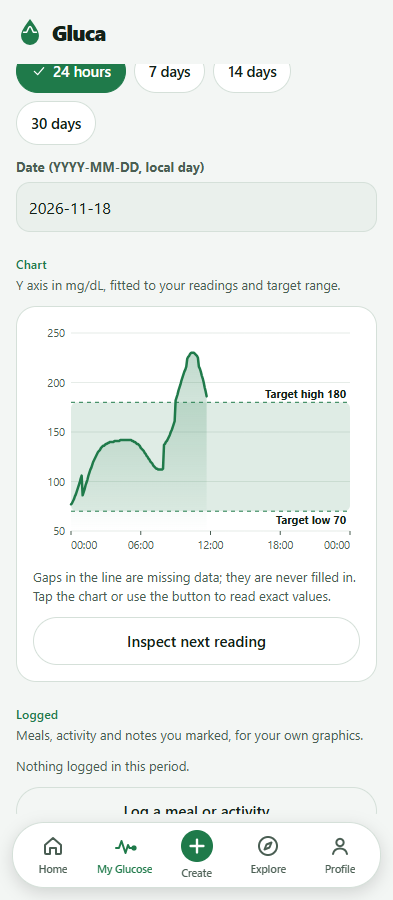 Gluca
24 hours
7 days
14 days
30 days
Date (YYYY-MM-DD, local day)
2026-11-18
Chart
Y axis in mg/dL, fitted to your readings and target range.
250
200
Target high 180
150
100
Target low 70
50
00:00 06:00 12:00 18:00 00:00
Gaps in the line are missing data; they are never filled in.
Tap the chart or use the button to read exact values.
Inspect next reading
Logged
Meals, activity and notes you marked, for your own graphics.
Nothing logged in this period.
Log a meal or activity
Home
My Glucose
Create
Explore
Profile